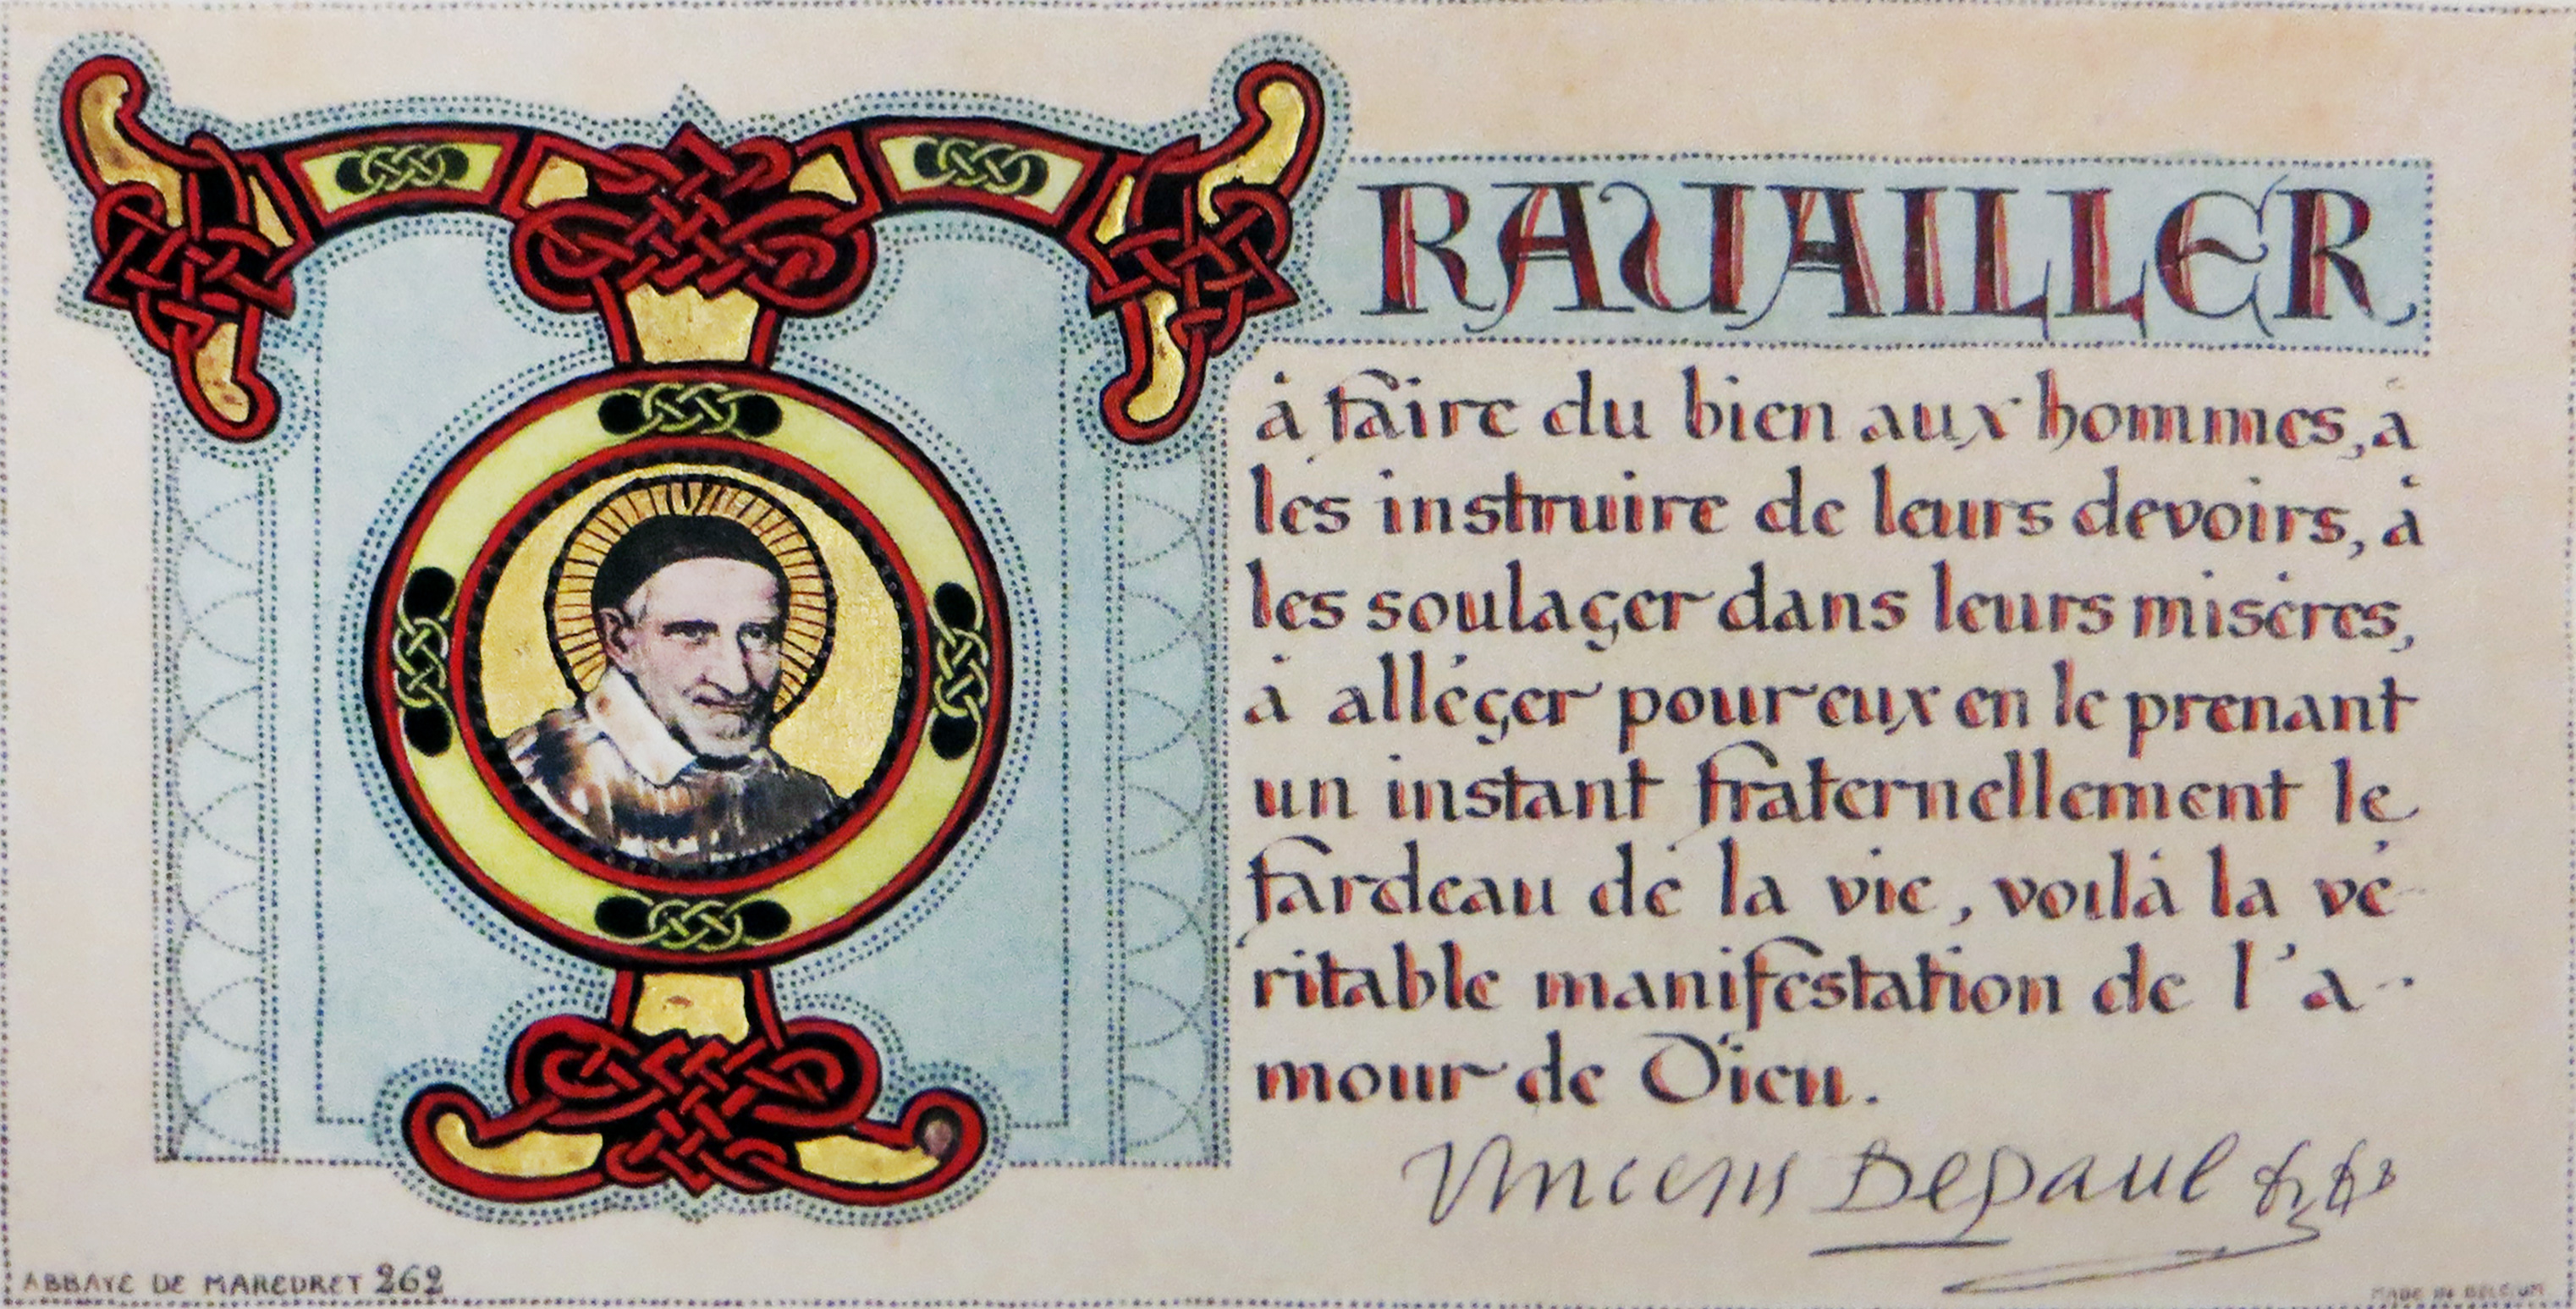 TRAVAILLER
à faire du bien aux hommes, à
les instruire de leurs devoirs, à
les soulager dans leurs misères,
à alléger pour eux en le prenant
un instant fraternellement le
fardeau de la vie, voilà la vé-
ritable manifestation de l'a-
mour de Dieu.
Vincens Depaul
ABBAYE DE MAREDRET 262
MADE IN BELGIUM